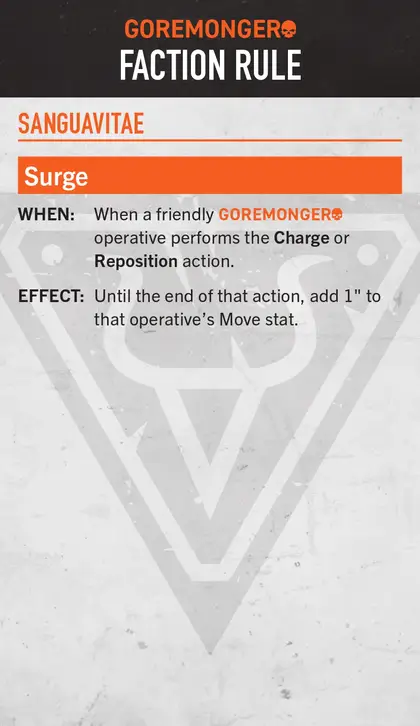 GOREMONGER
FACTION RULE
SANGUAVITAE
Surge
WHEN: When a friendly GOREMONGER
operative performs the Charge or
Reposition action.
EFFECT: Until the end of that action, add 1" to
that operative’s Move stat.